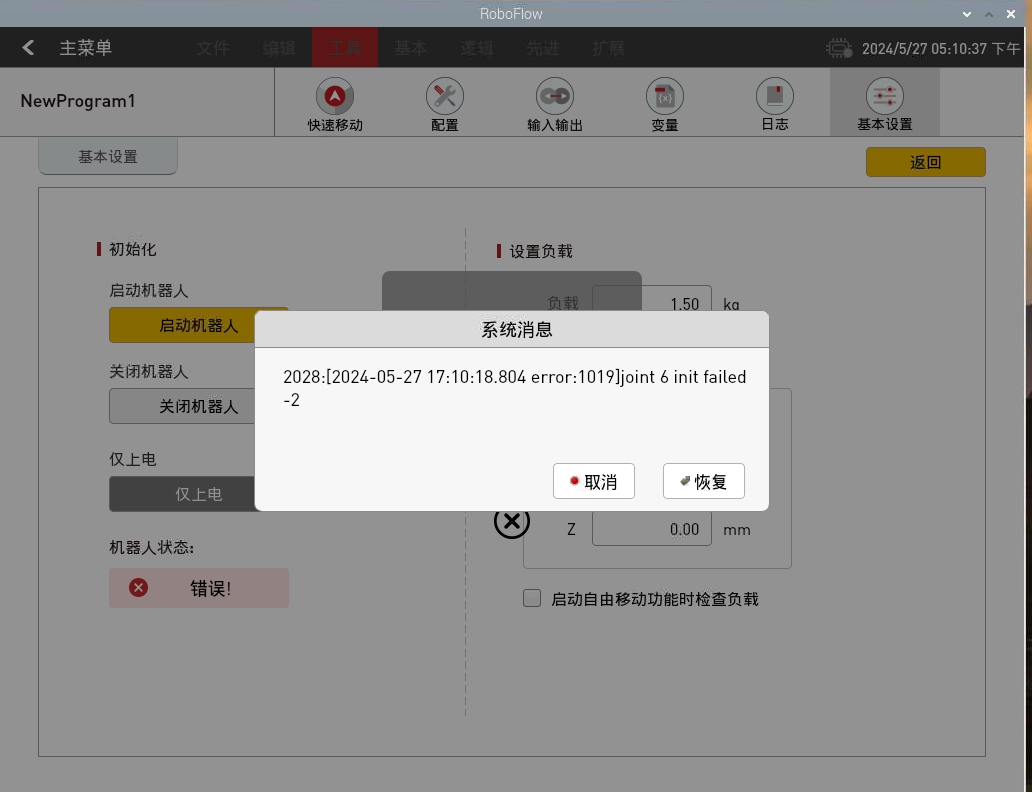 RoboFlow
主菜单
文件
编辑
工具
基本
逻辑
先进
扩展
2024/5/27 05:10:37 下午
NewProgram1
快速移动
配置
输入输出
变量
日志
基本设置
基本设置
返回
初始化
设置负载
启动机器人
负载 1.50 kg
启动机器人
系统消息
2028:[2024-05-27 17:10:18.804 error:1019]joint 6 init failed
-2
关闭机器人
关闭机器人
仅上电
取消
恢复
仅上电
Z 0.00 mm
机器人状态:
错误!
启动自由移动功能时检查负载